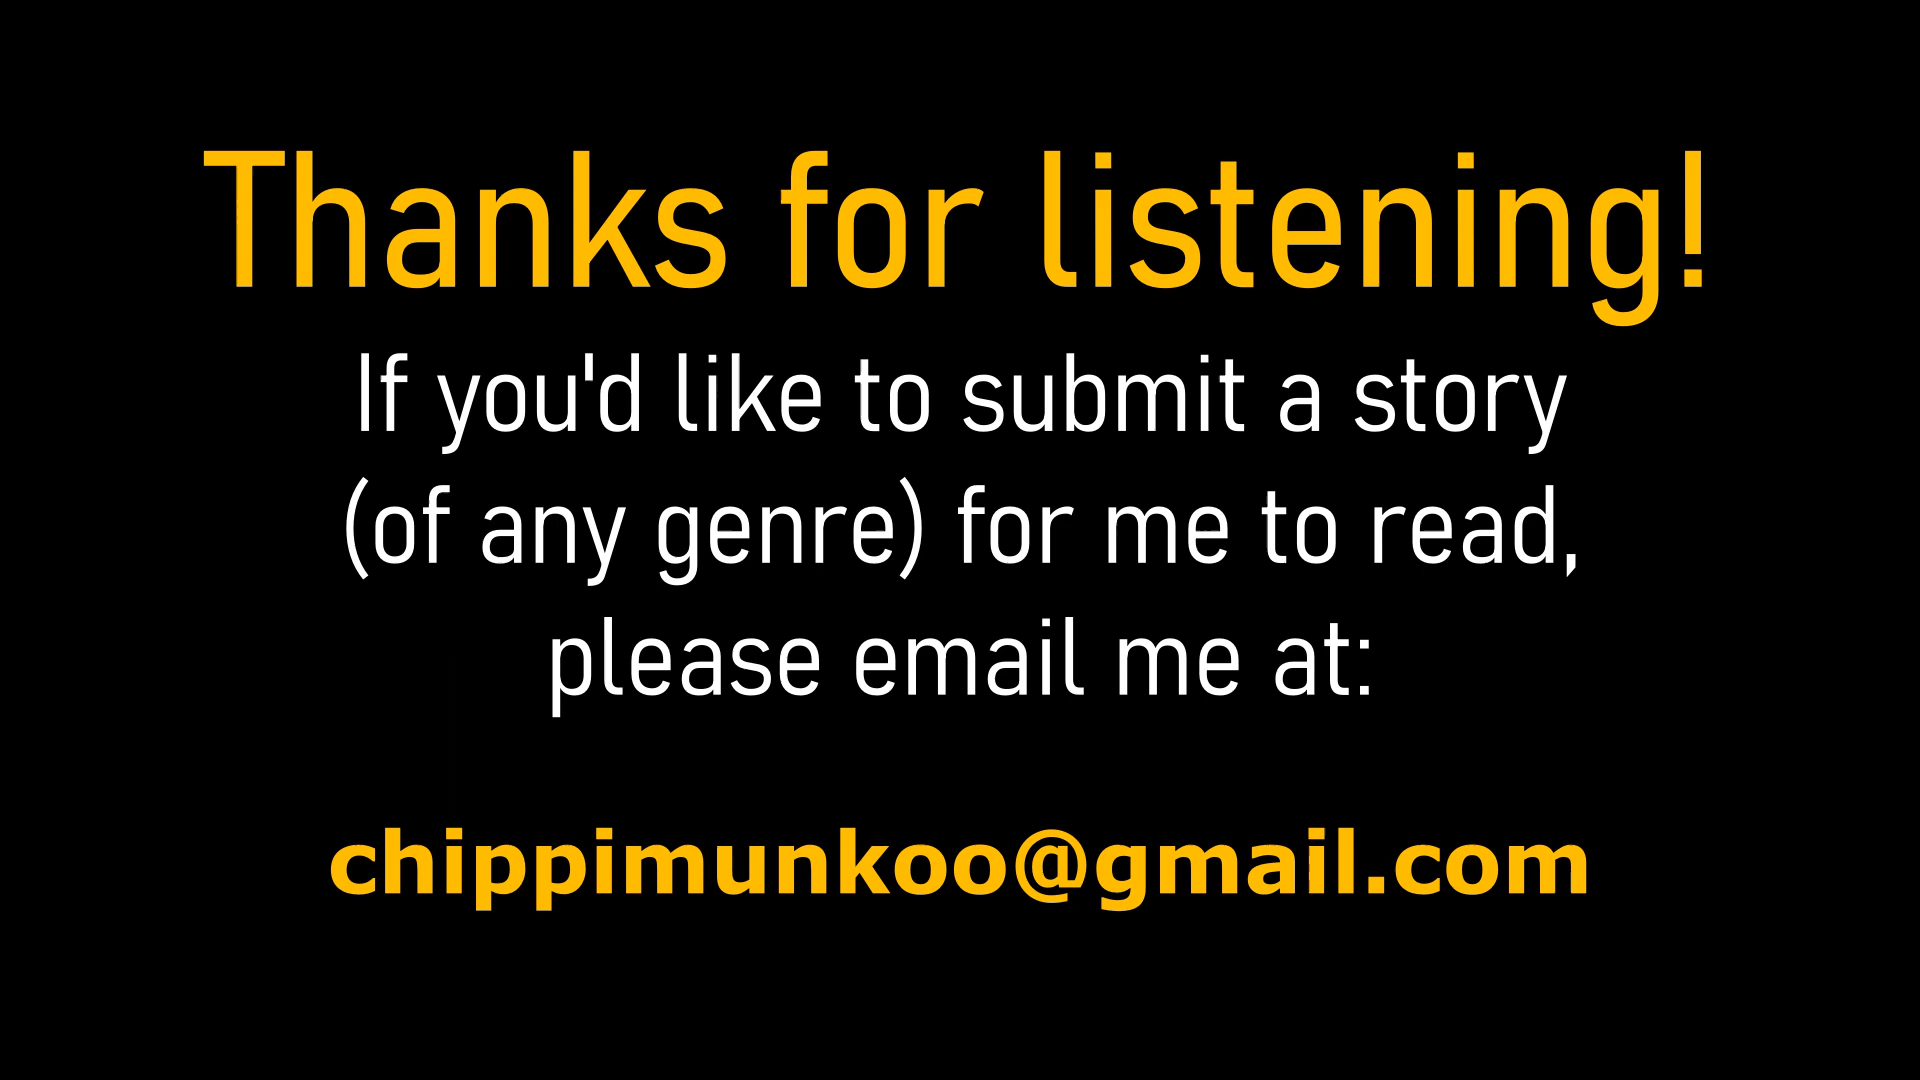 Thanks for listening!
If you'd like to submit a story
(of any genre) for me to read,
please email me at:
chippimunkoo@gmail.com